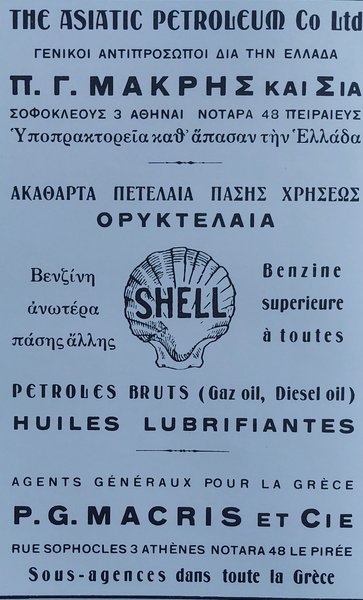 THE ASIATIC PETROLEUM Co Ltd
ΓΕΝΙΚΟΙ ΑΝΤΙΠΡΟΣΩΠΟΙ ΔΙΑ ΤΗΝ ΕΛΛΑΔΑ
Π. Γ. ΜΑΚΡΗΣ ΚΑΙ ΣΙΑ
ΣΟΦΟΚΛΕΟΥΣ 3 ΑΘΗΝΑΙ ΝΟΤΑΡΑ 48 ΠΕΙΡΑΙΕΥΣ
Ὑποπρακτορεῖα καθ' ἅπασαν τὴν Ἑλλάδα
ΑΚΑΘΑΡΤΑ ΠΕΤΕΛΑΙΑ ΠΑΣΗΣ ΧΡΗΣΕΩΣ
ΟΡΥΚΤΕΛΑΙΑ
Βενζίνη
ἀνωτέρα
πάσης ἄλλης
SHELL
Benzine
superieure
à toutes
PETROLES BRUTS (Gaz oil, Diesel oil)
HUILES LUBRIFIANTES
AGENTS GÉNÉRAUX POUR LA GRÈCE
P. G. MACRIS ET CIE
RUE SOPHOCLES 3 ATHÈNES NOTARA 48 LE PIRÉE
Sous-agences dans toute la Grèce